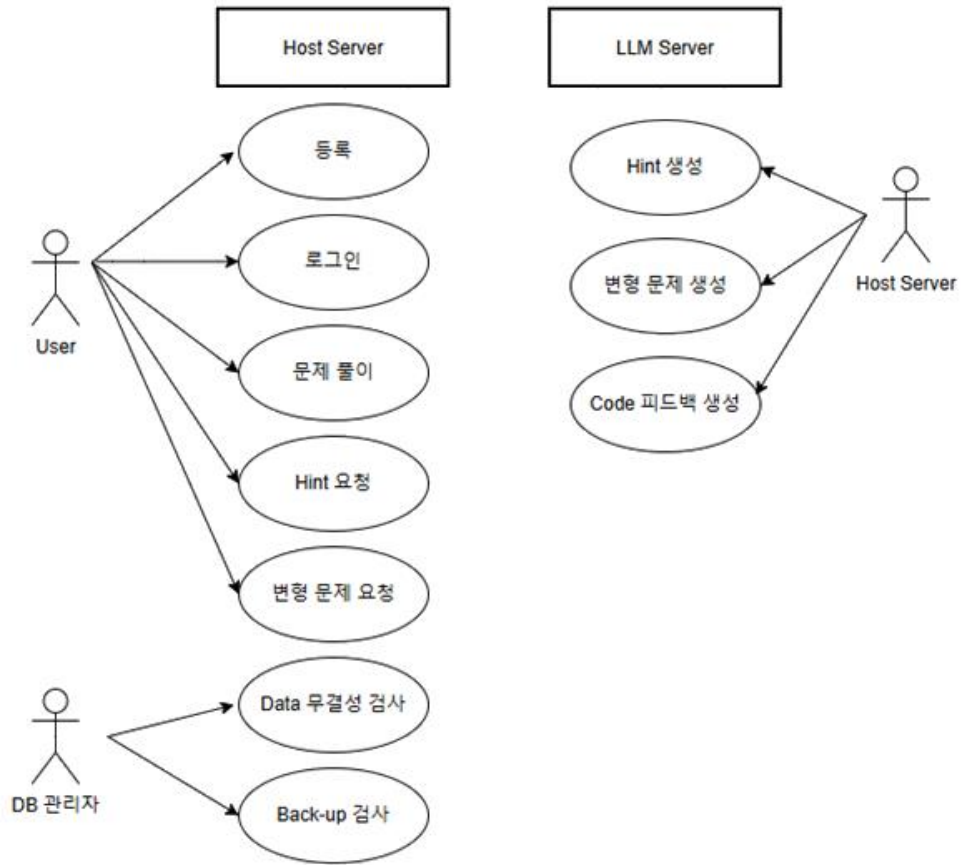 Host Server
등록
로그인
문제 풀이
Hint 요청
변형 문제 요청
Data 무결성 검사
Back-up 검사
User
DB 관리자
LLM Server
Hint 생성
변형 문제 생성
Code 피드백 생성
Host Server